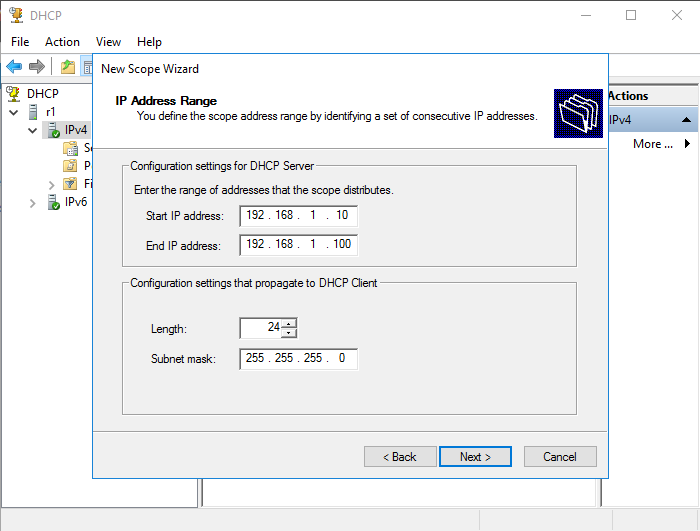 DHCP
File Action View Help
DHCP
r1
IPv4
IPv6
New Scope Wizard
IP Address Range
You define the scope address range by identifying a set of consecutive IP addresses.
Configuration settings for DHCP Server
Enter the range of addresses that the scope distributes.
Start IP address: 192 . 168 . 1 . 10
End IP address: 192 . 168 . 1 . 100
Configuration settings that propagate to DHCP Client
Length: 24
Subnet mask: 255 . 255 . 255 . 0
< Back Next > Cancel
Actions
IPv4
More ...